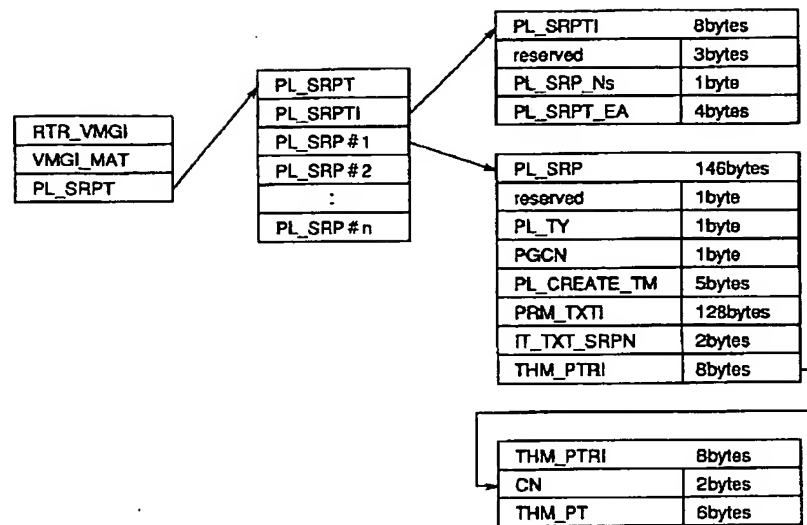 RTR_VMGI
VMGI_MAT
PL_SRPT
PL_SRPT
PL_SRPTI
PL_SRP #1
PL_SRP #2
:
PL_SRP #n
PL_SRPTI 8bytes
reserved 3bytes
PL_SRP_Ns 1byte
PL_SRPT_EA 4bytes
PL_SRP 146bytes
reserved 1byte
PL_TY 1byte
PGCN 1byte
PL_CREATE_TM 5bytes
PRM_TXTI 128bytes
IT_TXT_SRPN 2bytes
THM_PTRI 8bytes
THM_PTRI 8bytes
CN 2bytes
THM_PT 6bytes